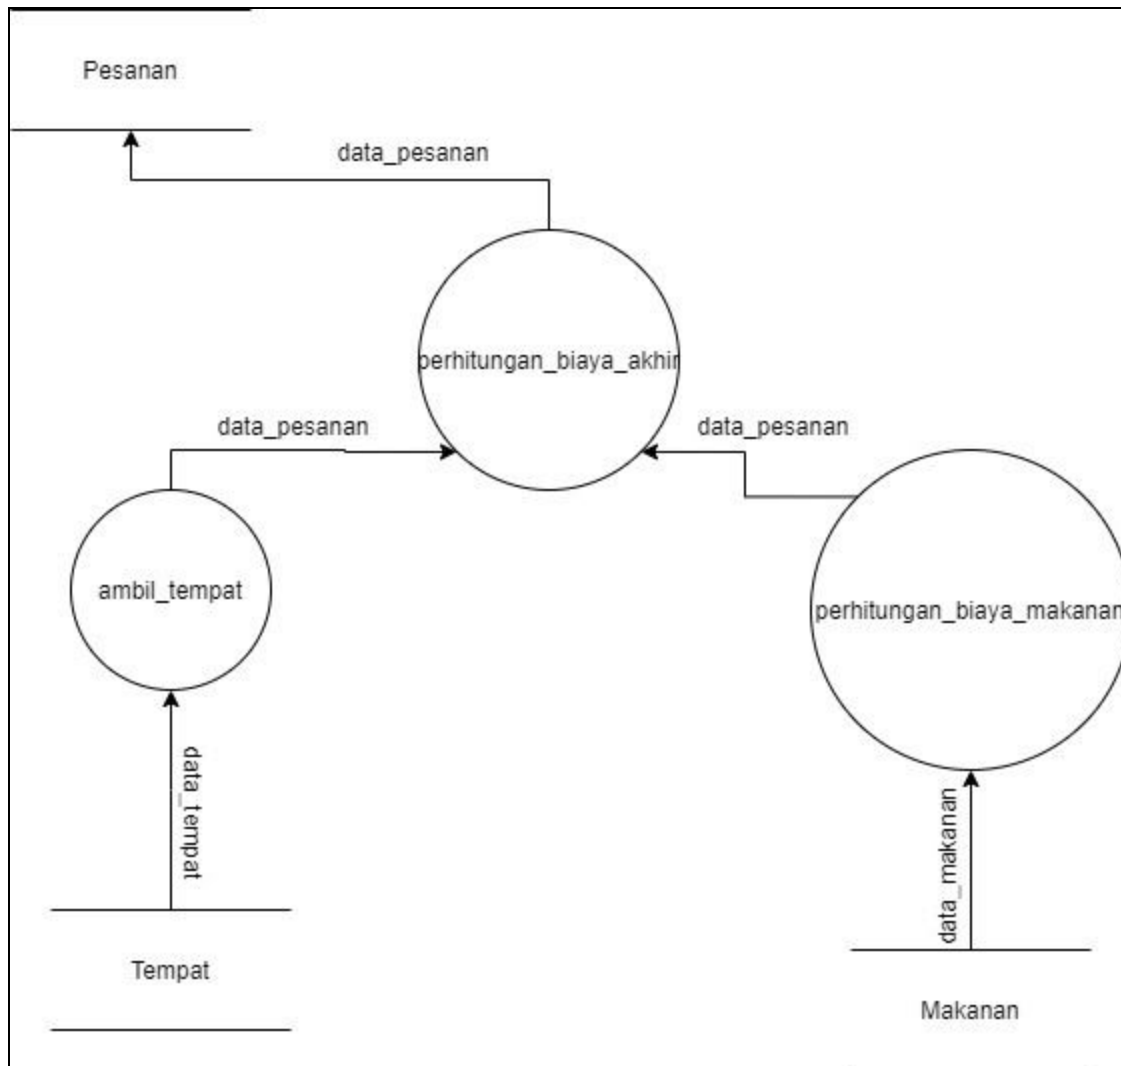 Pesanan
data_pesanan
perhitungan_biaya_akhir
data_pesanan
data_pesanan
ambil_tempat
perhitungan_biaya_makanan
data_tempat
data_makanan
Tempat
Makanan